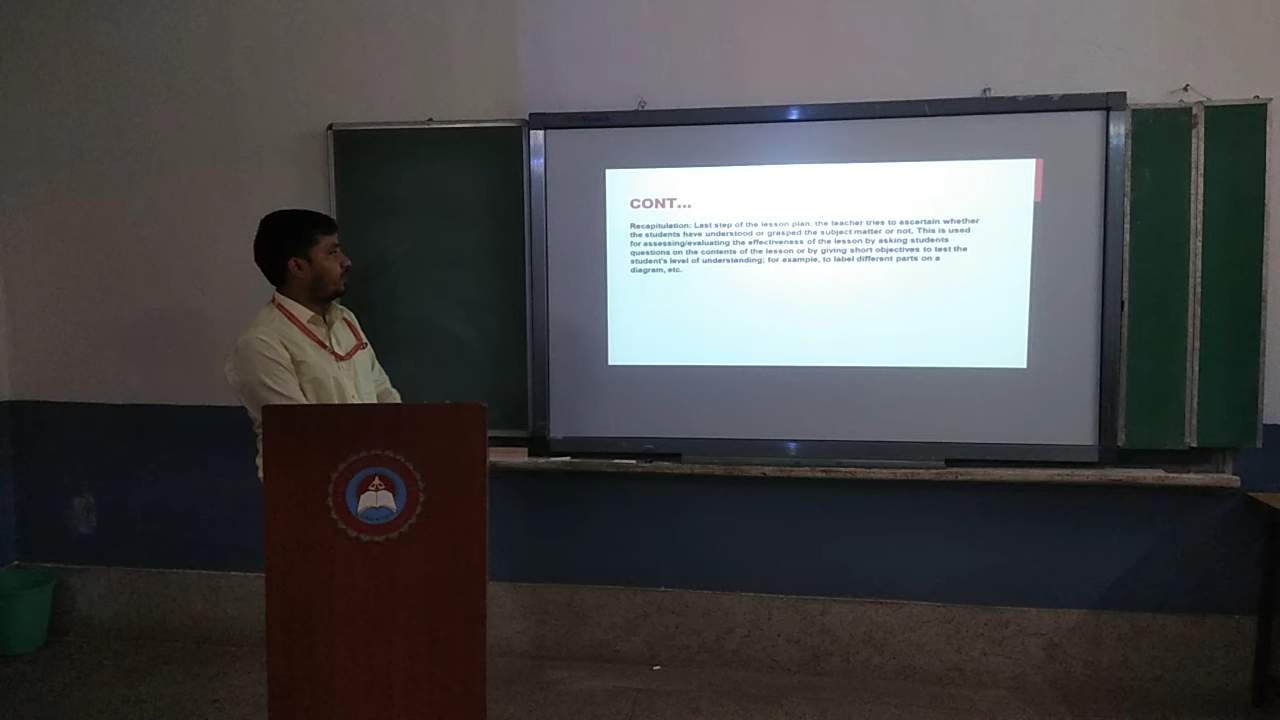 CONT...
Recapitulation: Last step of the lesson plan, the teacher tries to ascertain whether
the students have understood or grasped the subject matter or not. This is used
for assessing/evaluating the effectiveness of the lesson by asking students
questions on the contents of the lesson or by giving short objectives to test the
student's level of understanding; for example, to label different parts on a
diagram, etc.